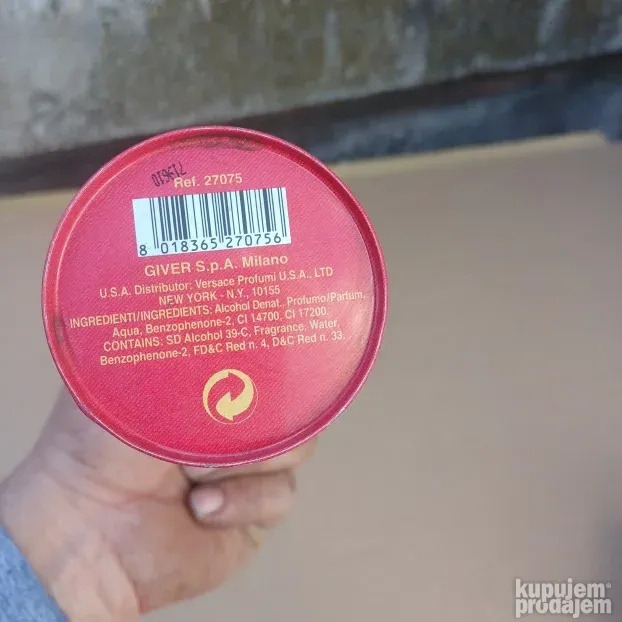 719610
Ref. 27075
8 018365 270756
GIVER S.p.A. Milano
U.S.A. Distributor: Versace Profumi U.S.A., LTD
NEW YORK - N.Y., 10155
INGREDIENTI/INGREDIENTS: Alcohol Denat., Profumo/Parfum,
Aqua, Benzophenone-2, CI 14700, CI 17200.
CONTAINS: SD Alcohol 39-C, Fragrance, Water,
Benzophenone-2, FD&C Red n. 4, D&C Red n. 33.
kupujem
prodajem